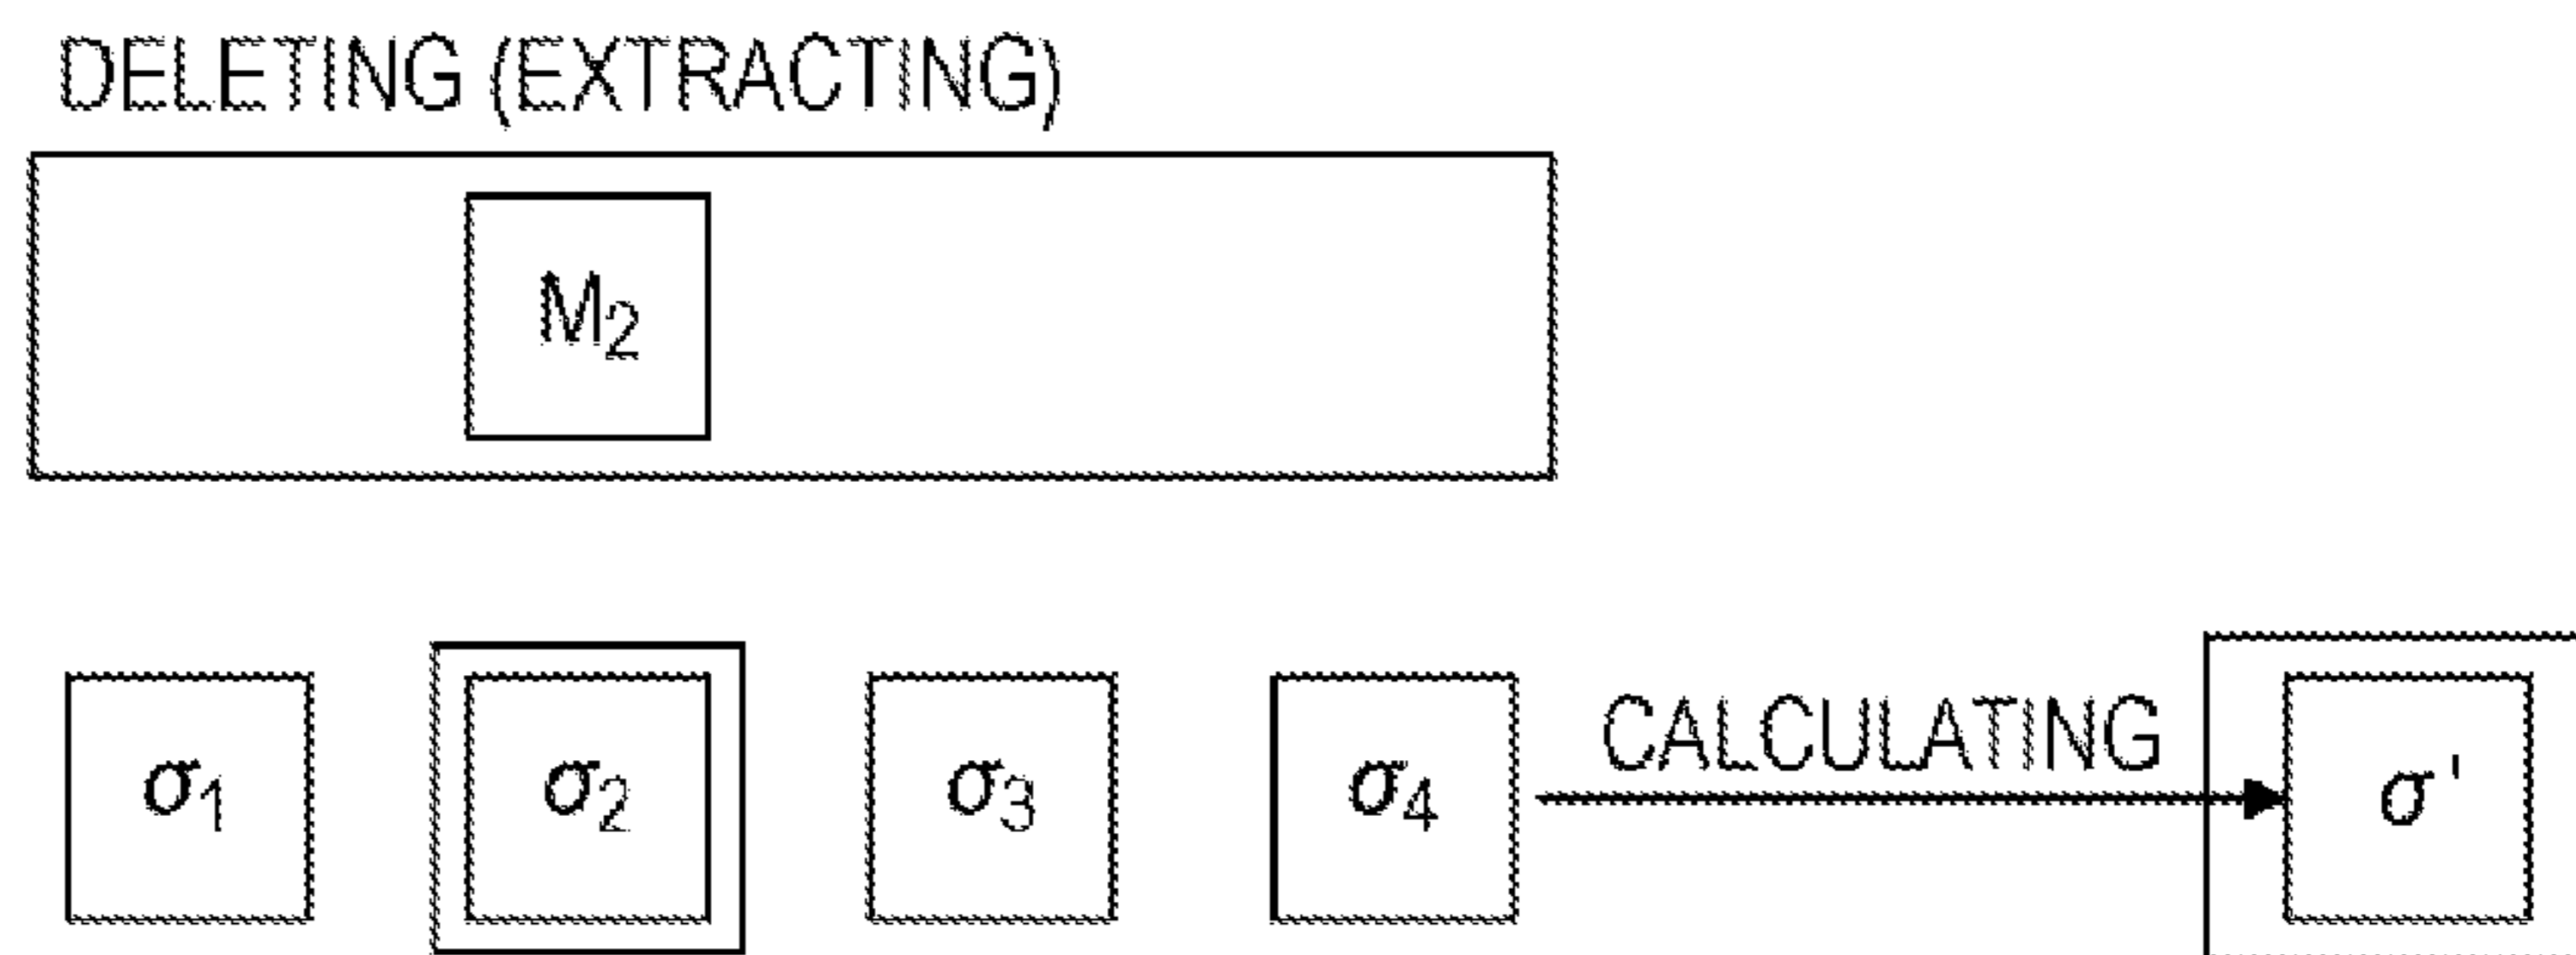 DELETING (EXTRACTING)
M₂
σ₁ σ₂ σ₃ σ₄ CALCULATING σ'